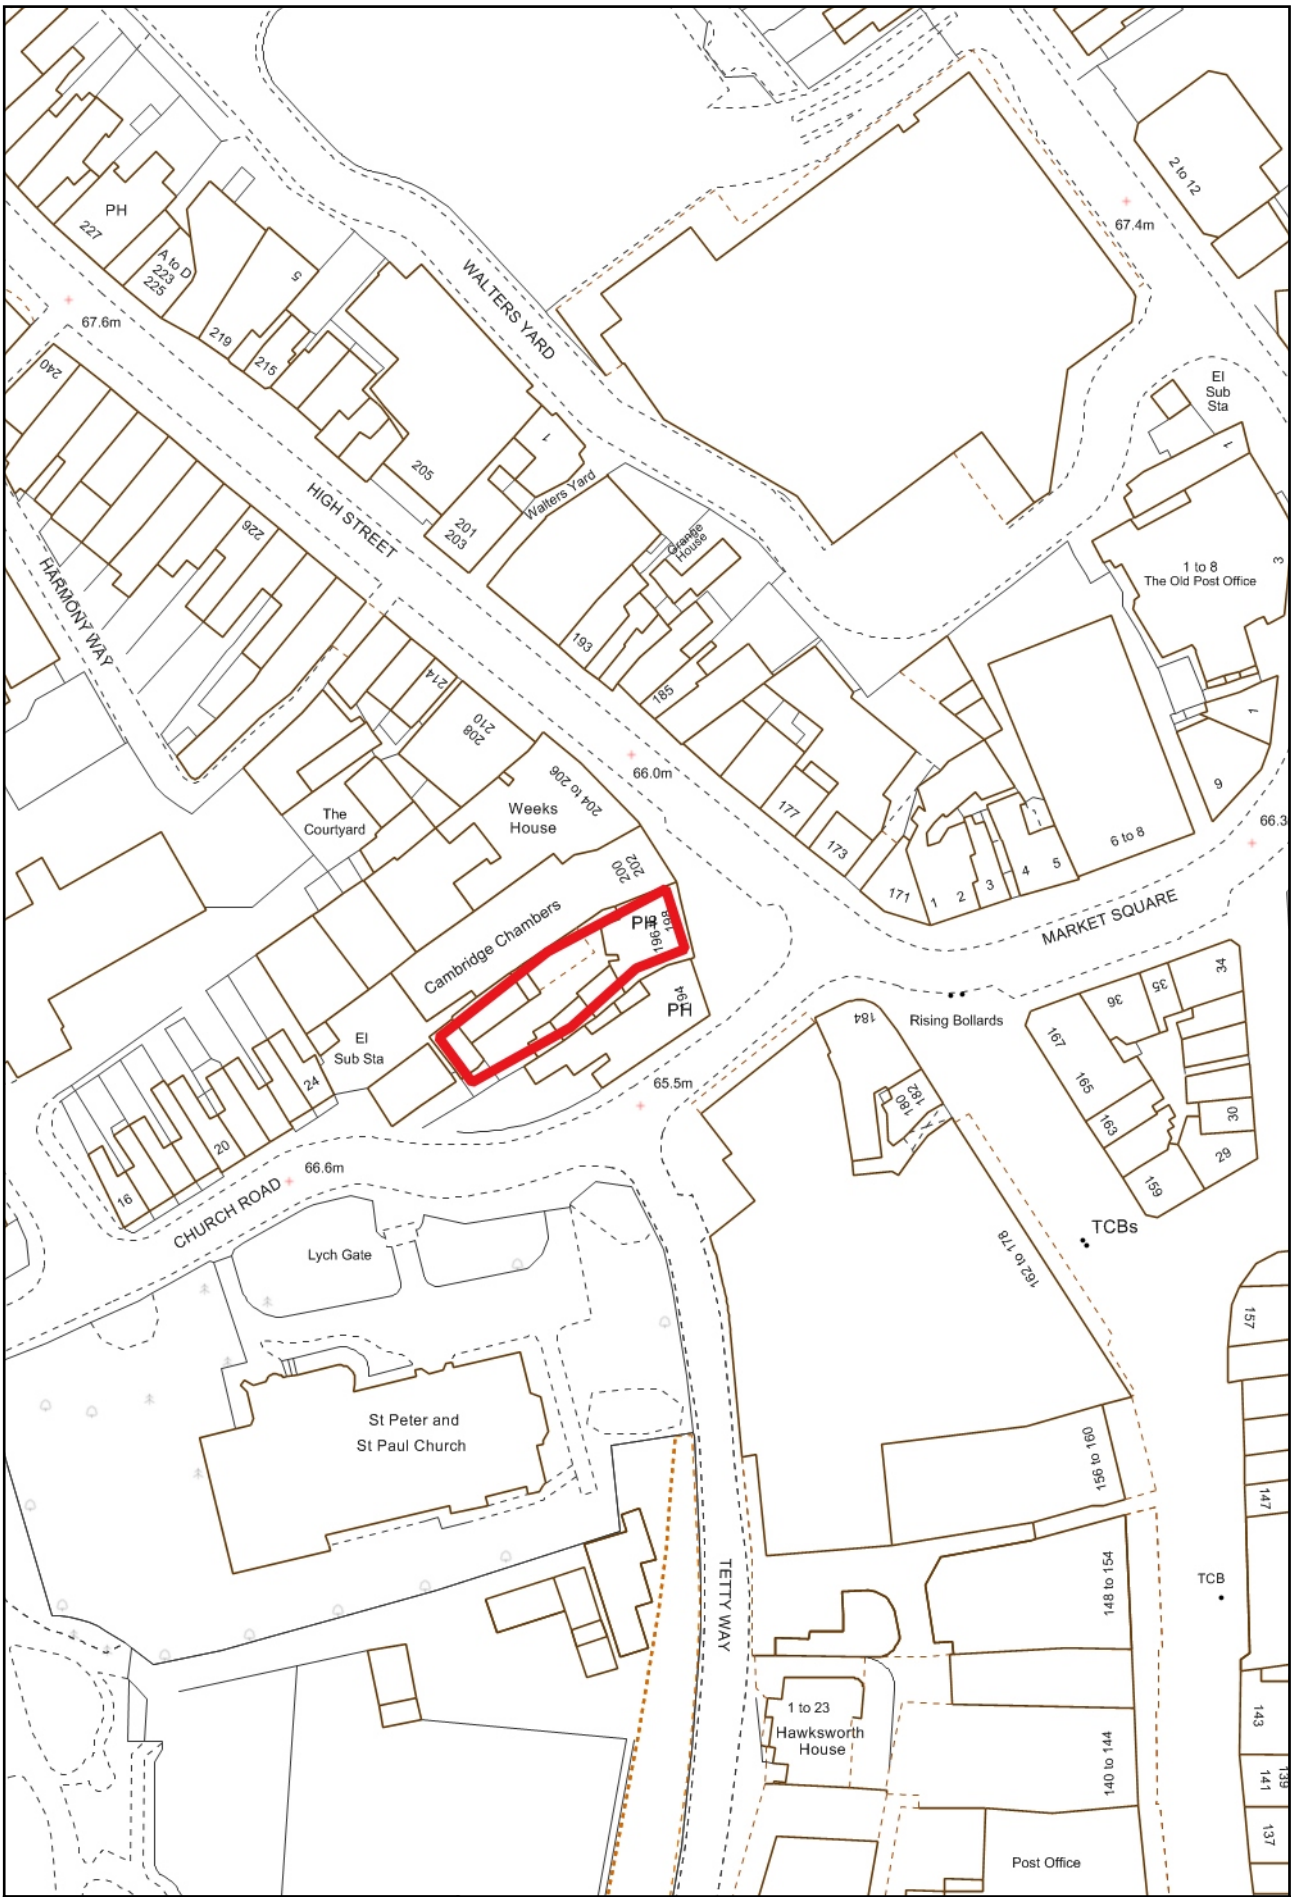 2 to 12
67.4m
PH
227
A to D
223
225
5
219
215
67.6m
WALTERS YARD
240
El
Sub
Sta
1
205
1
Walters Yard
201
203
HIGH STREET
226
Grange
House
1 to 8
The Old Post Office
3
HARMONY WAY
193
185
214
210
208
66.0m
204 to 206
Weeks
House
The
Courtyard
177
173
171
1
2
3
4
5
6 to 8
9
66.3
202
200
MARKET SQUARE
Cambridge Chambers
PH
198
196
194
PH
34
35
36
184
Rising Bollards
167
165
163
159
29
30
182
180
El
Sub Sta
24
20
16
65.5m
66.6m
CHURCH ROAD
Lych Gate
TCBs
162 to 178
157
St Peter and
St Paul Church
156 to 160
147
TETTY WAY
148 to 154
TCB
1 to 23
Hawksworth
House
140 to 144
143
139
141
137
Post Office